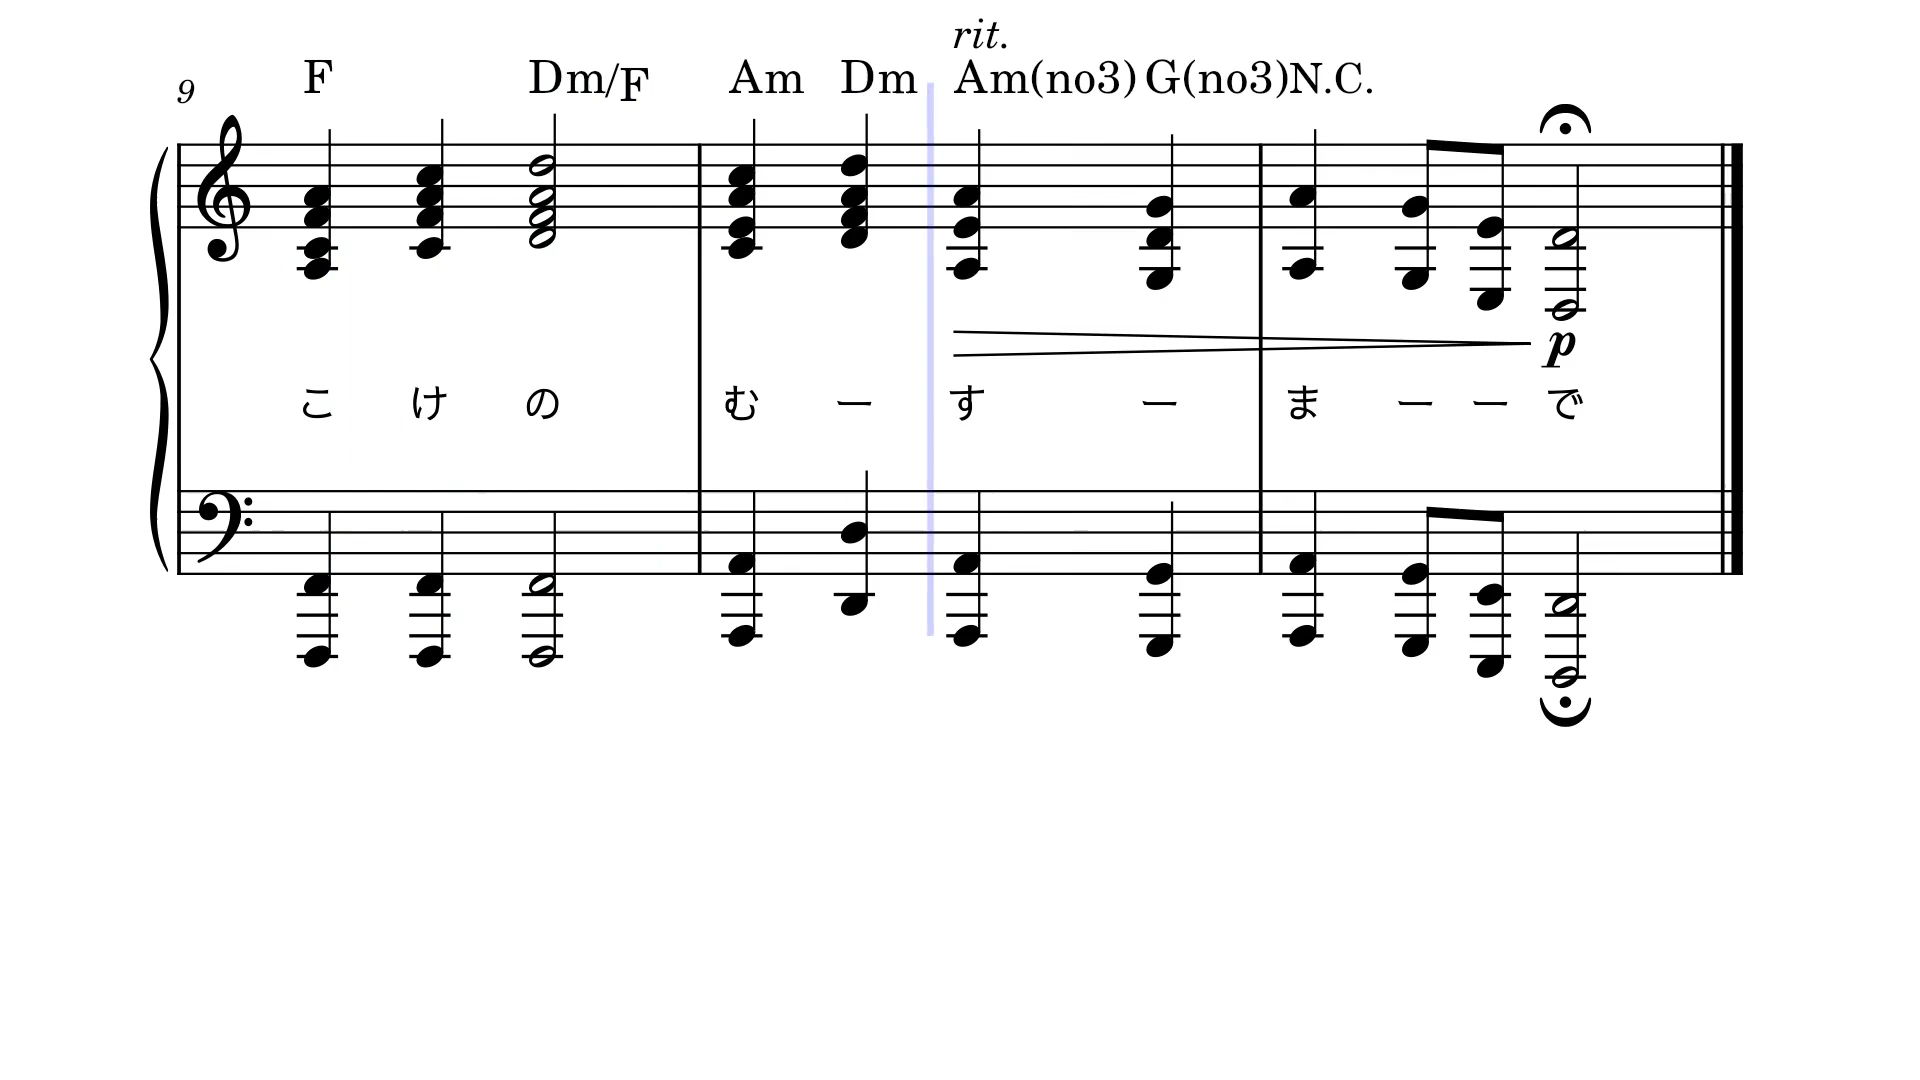 rit.
9 F Dm/F Am Dm Am(no3) G(no3) N.C.
p
こ け の む ー す ー ま ー ー で